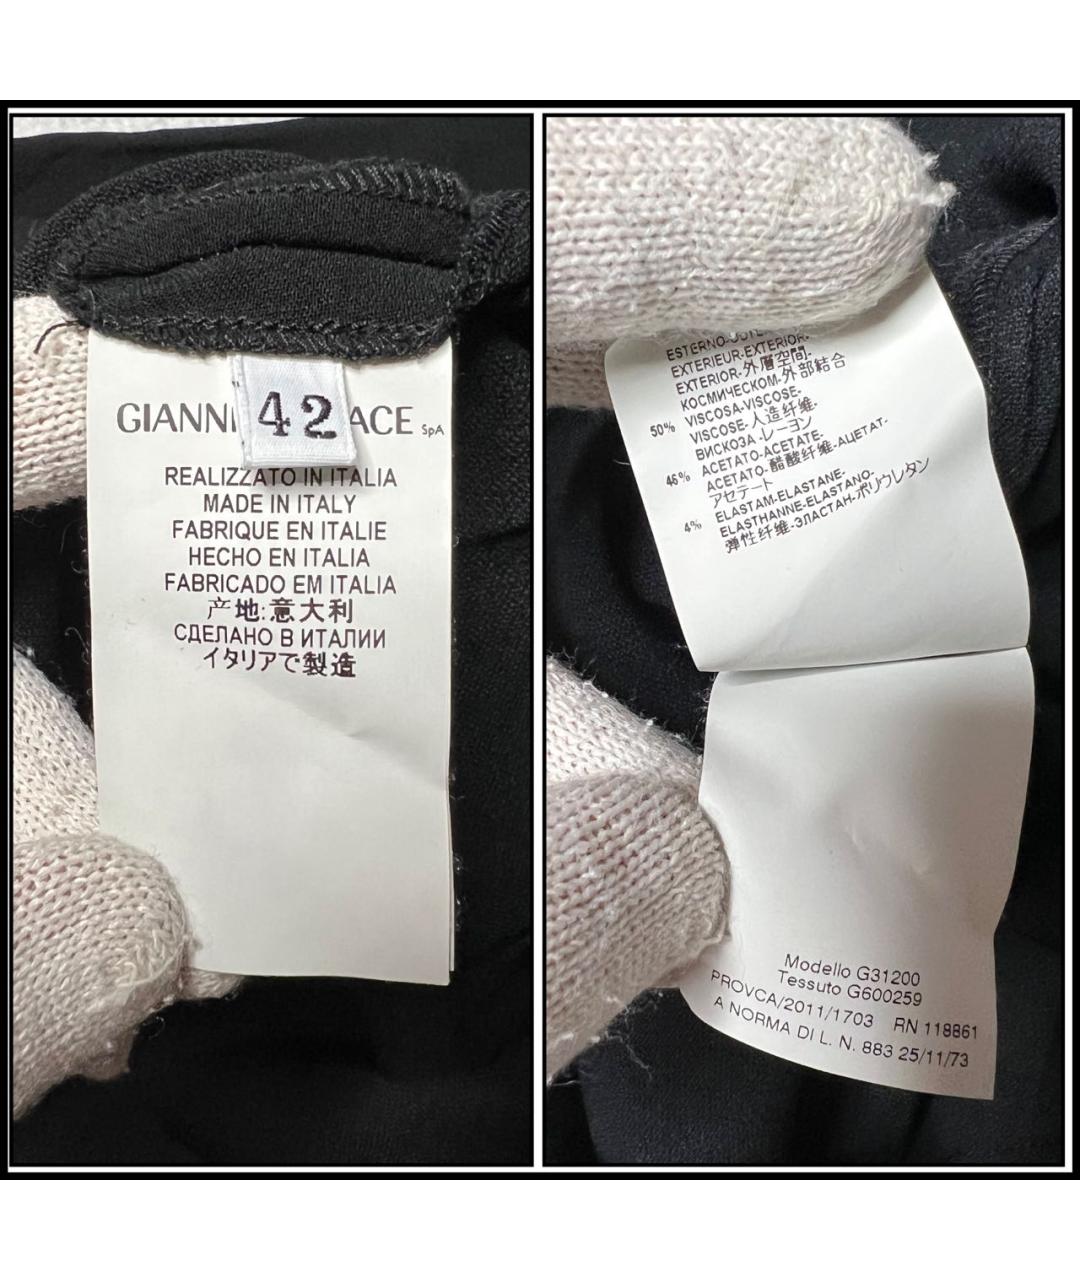 GIANNI ACE SpA
42
REALIZZATO IN ITALIA
MADE IN ITALY
FABRIQUE EN ITALIE
HECHO EN ITALIA
FABRICADO EM ITALIA
产地:意大利
СДЕЛАНО В ИТАЛИИ
イタリアで製造
ESTERNO-OUTE
EXTERIEUR-EXTERIOR-
EXTERIOR-外層空間-
КОСМИЧЕСКОМ-外部結合
50% VISCOSA-VISCOSE-
VISCOSE-人造纤维-
ВИСКОЗА-レーヨン
46% ACETATO-ACETATE-
ACETATO-醋酸纤维-АЦЕТАТ-
アセテート
4% ELASTAM-ELASTANE-
ELASTHANNE-ELASTANO-
弹性纤维-ЭЛАСТАН-ポリウレタン
Modello G31200
Tessuto G600259
PROVCA/2011/1703 RN 118861
A NORMA DI L. N. 883 25/11/73